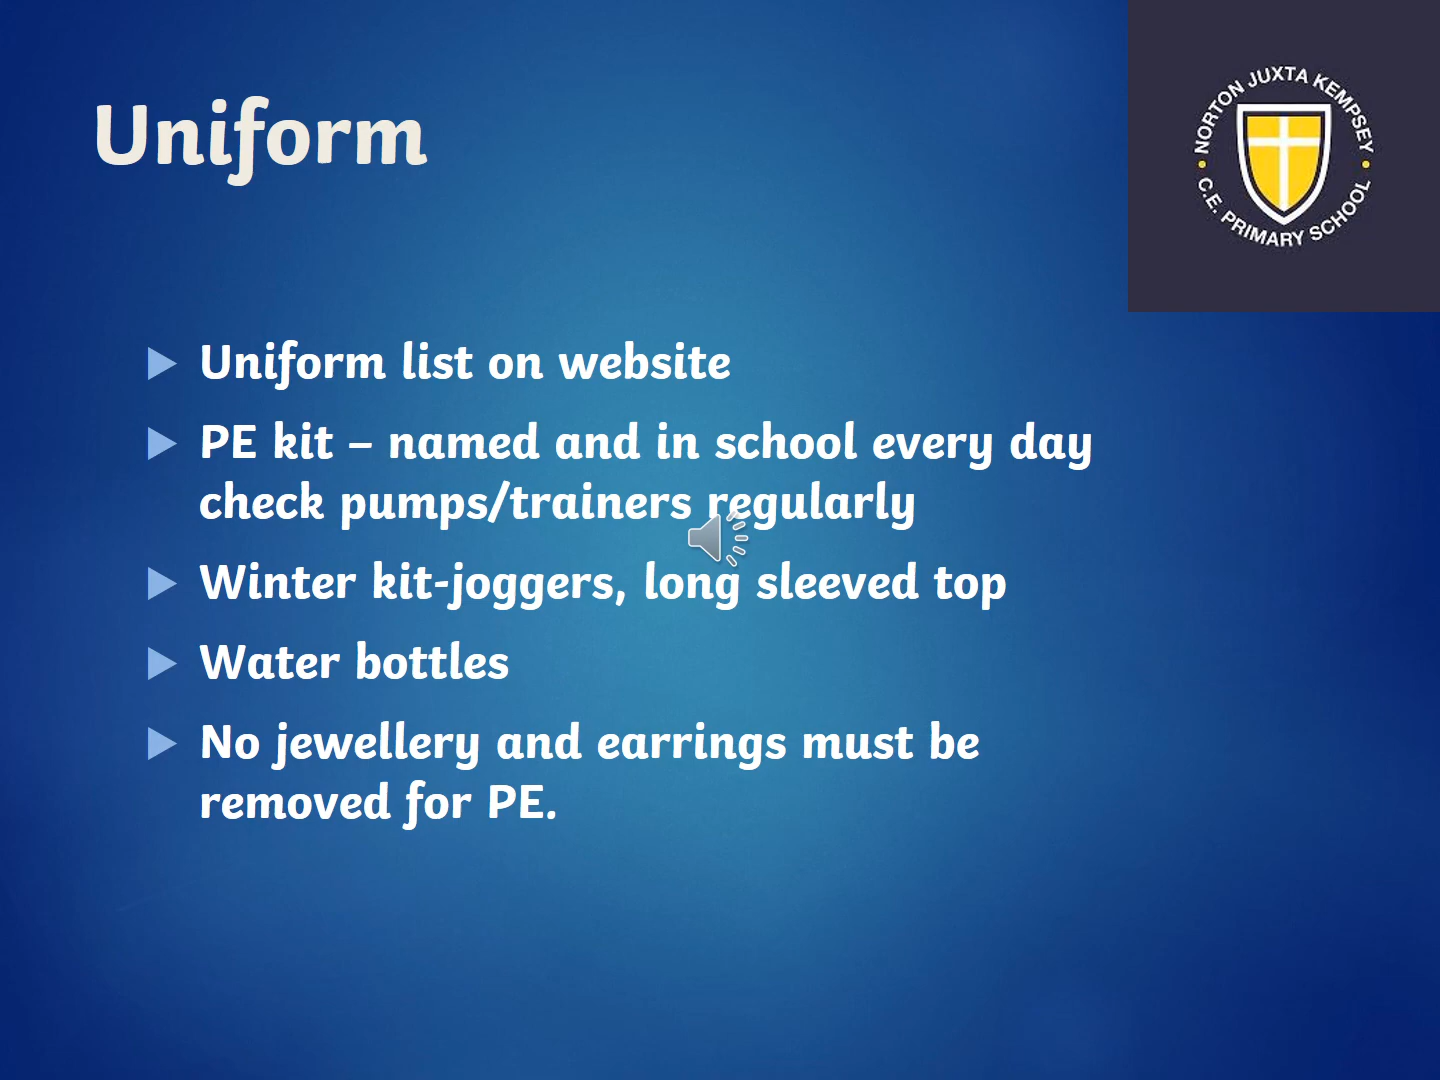 Uniform
NORTON JUXTA KEMPSEY
C.E. PRIMARY SCHOOL
Uniform list on website
PE kit – named and in school every day
check pumps/trainers regularly
Winter kit-joggers, long sleeved top
Water bottles
No jewellery and earrings must be
removed for PE.